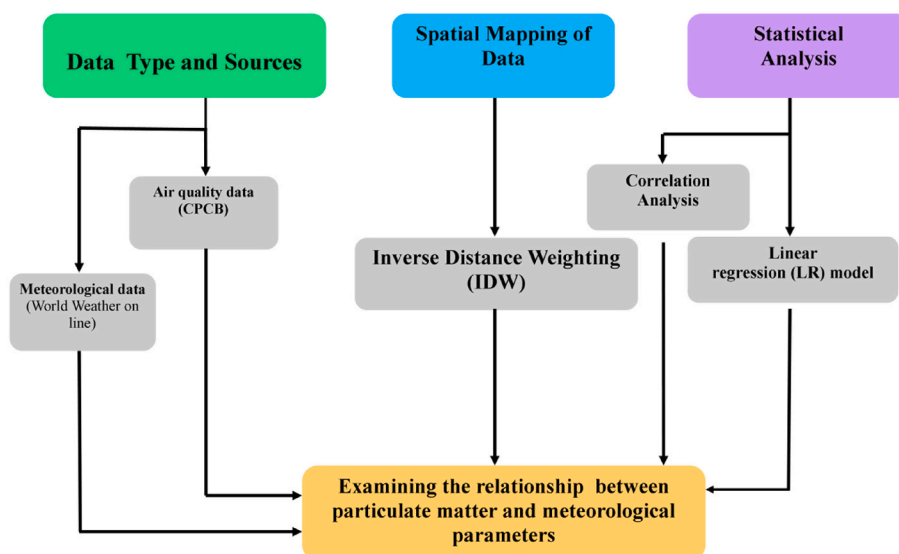 Data Type and Sources
Spatial Mapping of
Data
Statistical
Analysis
Air quality data
(CPCB)
Correlation
Analysis
Inverse Distance Weighting
(IDW)
Linear
regression (LR) model
Meteorological data
(World Weather on
line)
Examining the relationship between
particulate matter and meteorological
parameters